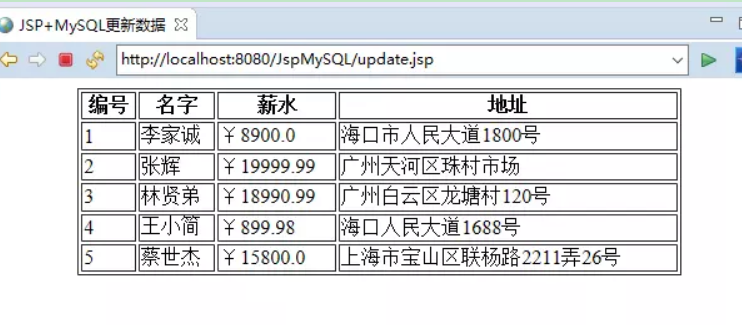 JSP+MySQL更新数据
http://localhost:8080/JspMySQL/update.jsp
编号 名字 薪水 地址
1 李家诚 ￥8900.0 海口市人民大道1800号
2 张辉 ￥19999.99 广州天河区珠村市场
3 林贤弟 ￥18990.99 广州白云区龙塘村120号
4 王小简 ￥899.98 海口人民大道1688号
5 蔡世杰 ￥15800.0 上海市宝山区联杨路2211弄26号